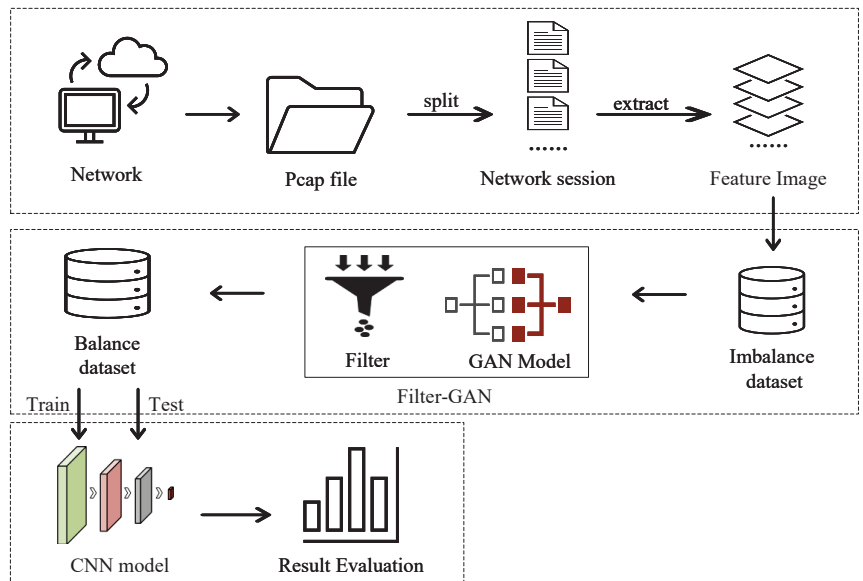 split
extract
......
......
Network
Pcap file
Network session
Feature Image
Balance
dataset
Filter
GAN Model
Imbalance
dataset
Filter-GAN
Train
Test
CNN model
Result Evaluation